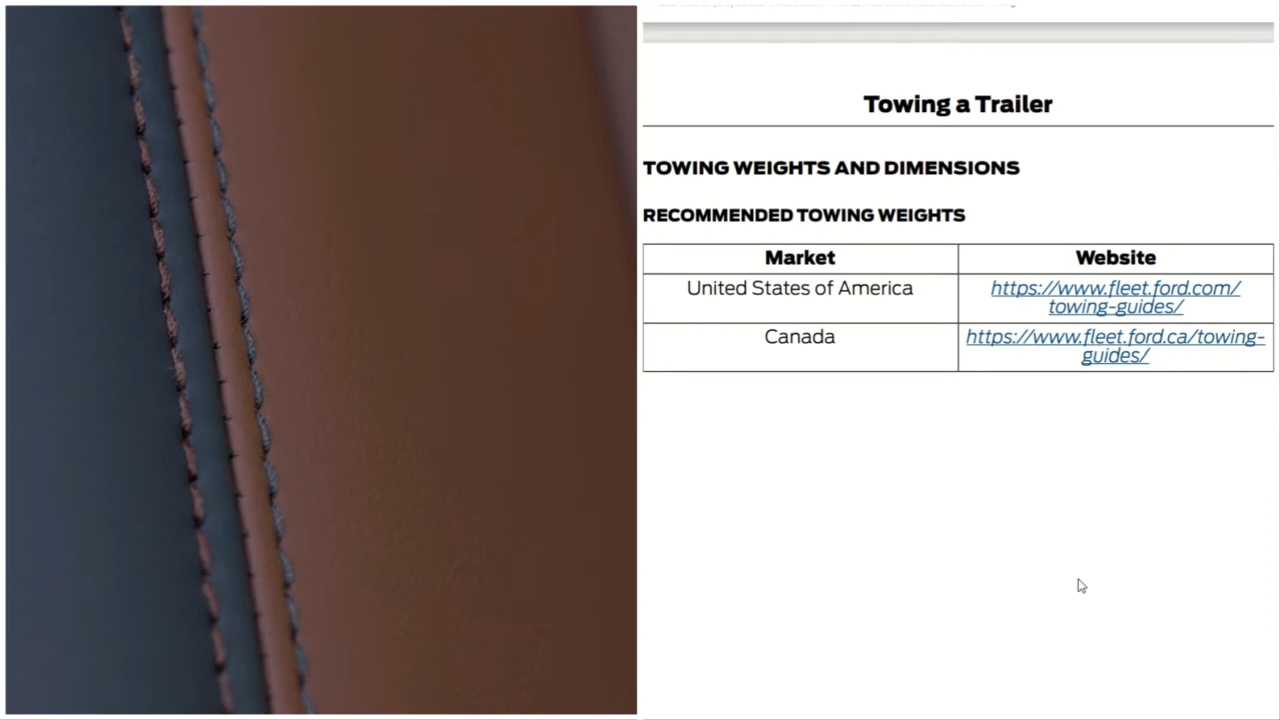 Towing a Trailer
TOWING WEIGHTS AND DIMENSIONS
RECOMMENDED TOWING WEIGHTS
Market Website
United States of America https://www.fleet.ford.com/
towing-guides/
Canada https://www.fleet.ford.ca/towing-
guides/